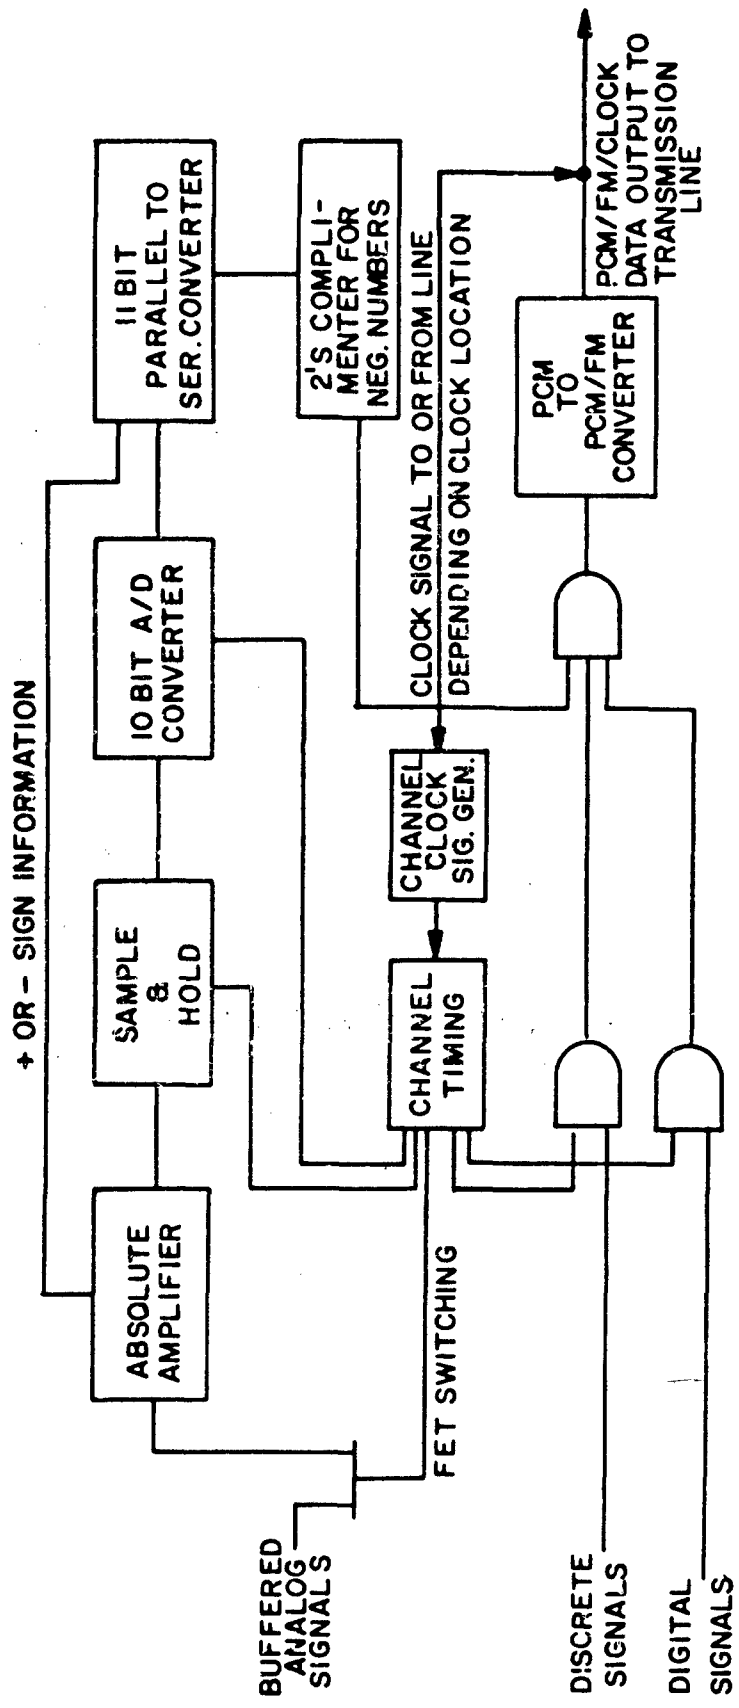 + OR − SIGN INFORMATION
ABSOLUTE
AMPLIFIER
SAMPLE
&
HOLD
10 BIT A/D
CONVERTER
11 BIT
PARALLEL TO
SER. CONVERTER
2'S COMPLI-
MENTER FOR
NEG. NUMBERS
BUFFERED
ANALOG
SIGNALS
FET SWITCHING
CHANNEL
TIMING
CHANNEL
CLOCK
SIG. GEN.
CLOCK SIGNAL TO OR FROM LINE
DEPENDING ON CLOCK LOCATION
PCM
TO
PCM/FM
CONVERTER
PCM/FM/CLOCK
DATA OUTPUT TO
TRANSMISSION
LINE
DISCRETE
SIGNALS
DIGITAL
SIGNALS